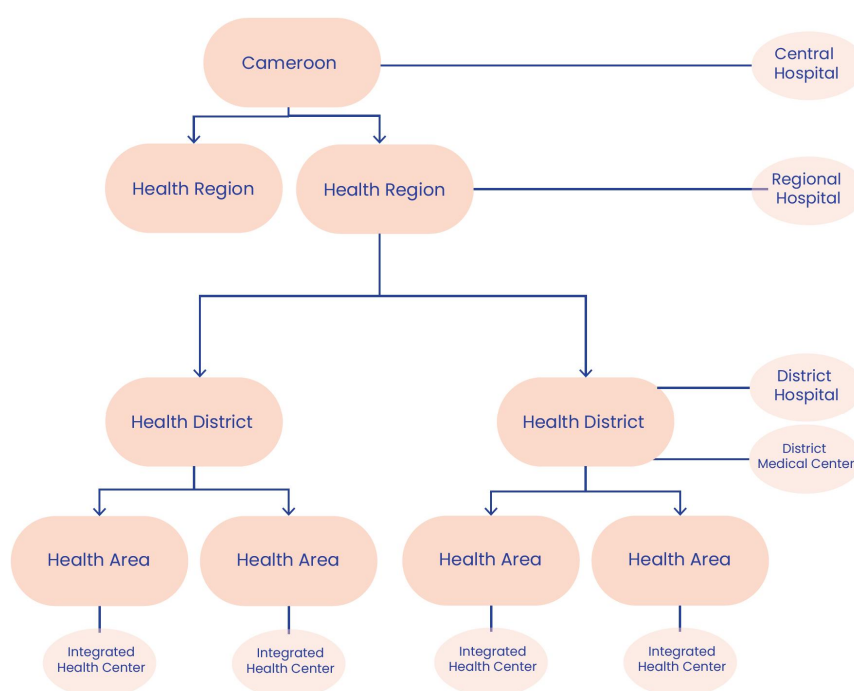 Cameroon
Central
Hospital
Health Region
Health Region
Regional
Hospital
Health District
Health District
District
Hospital
District
Medical Center
Health Area
Health Area
Health Area
Health Area
Integrated
Health Center
Integrated
Health Center
Integrated
Health Center
Integrated
Health Center